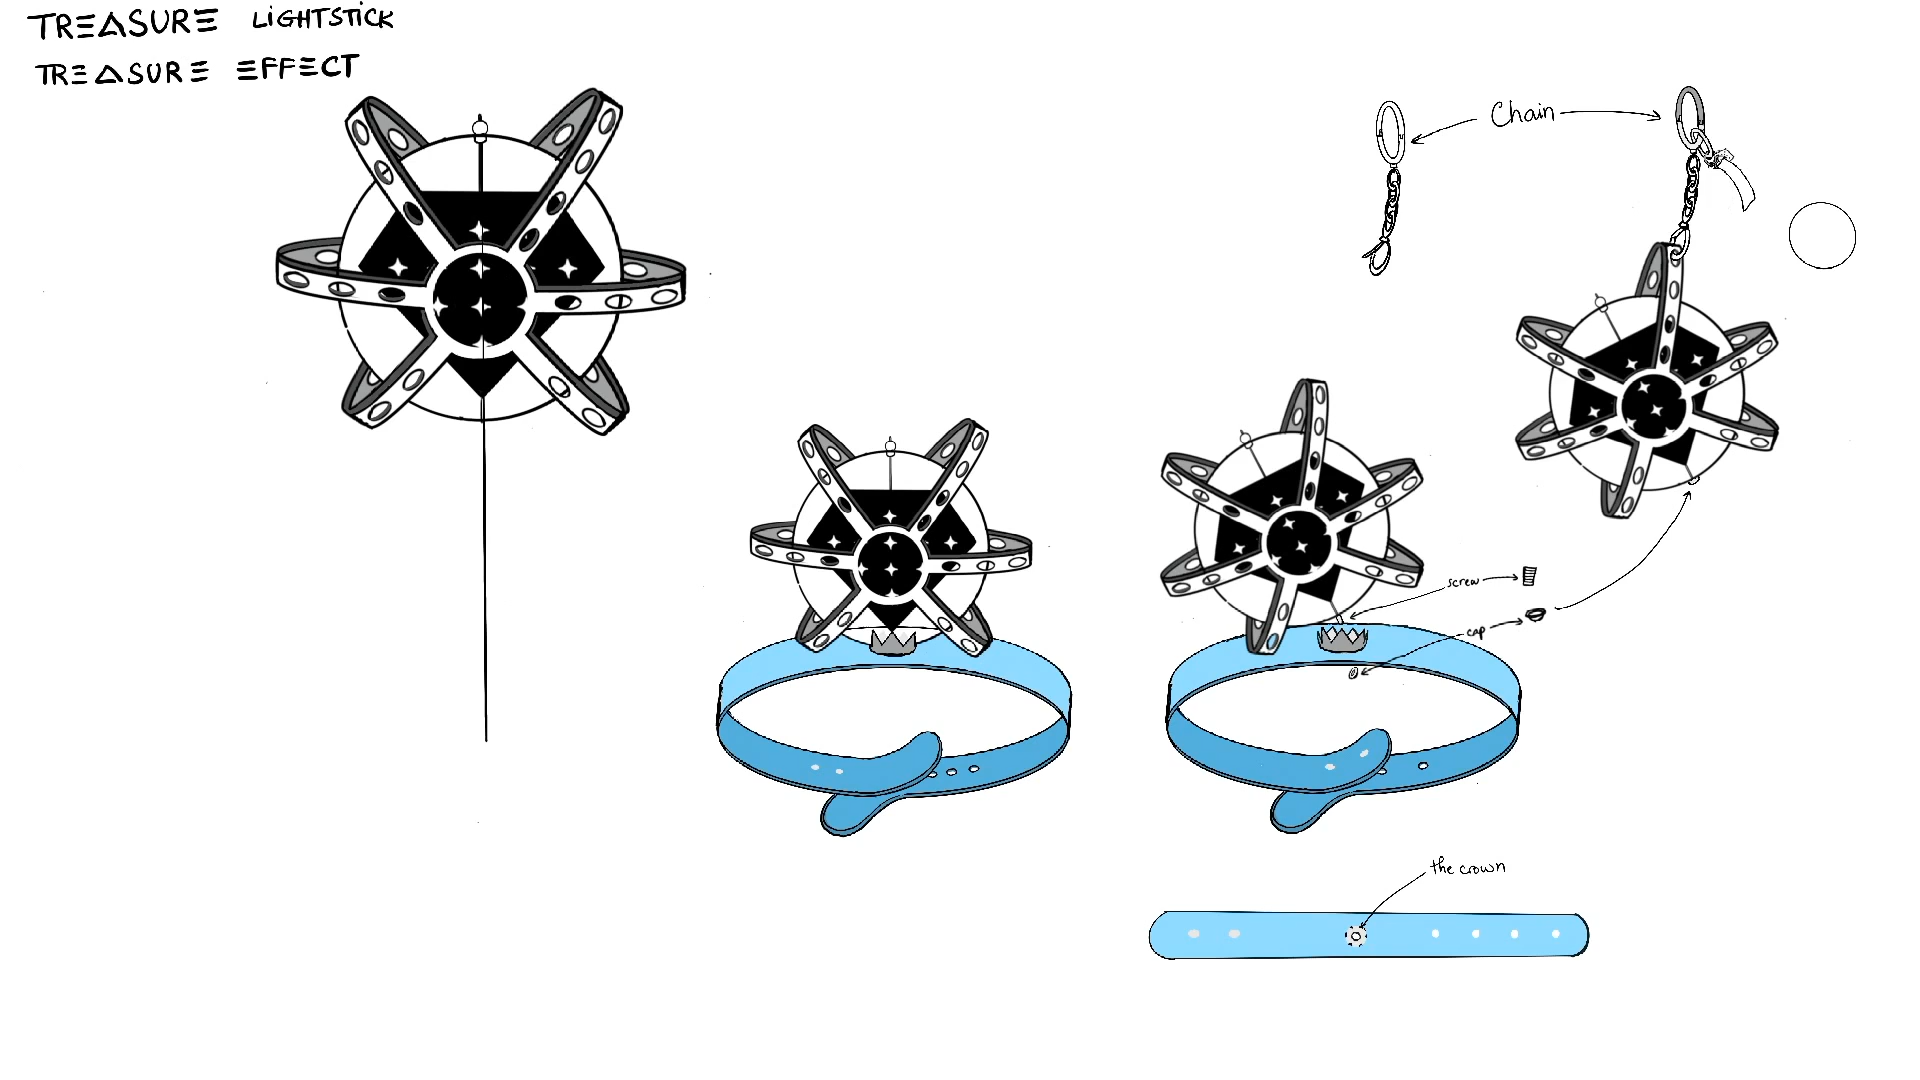 TREASURE LiGHTSTiCK
TREASURE EFFECT
Chain
screw
cap
the crown